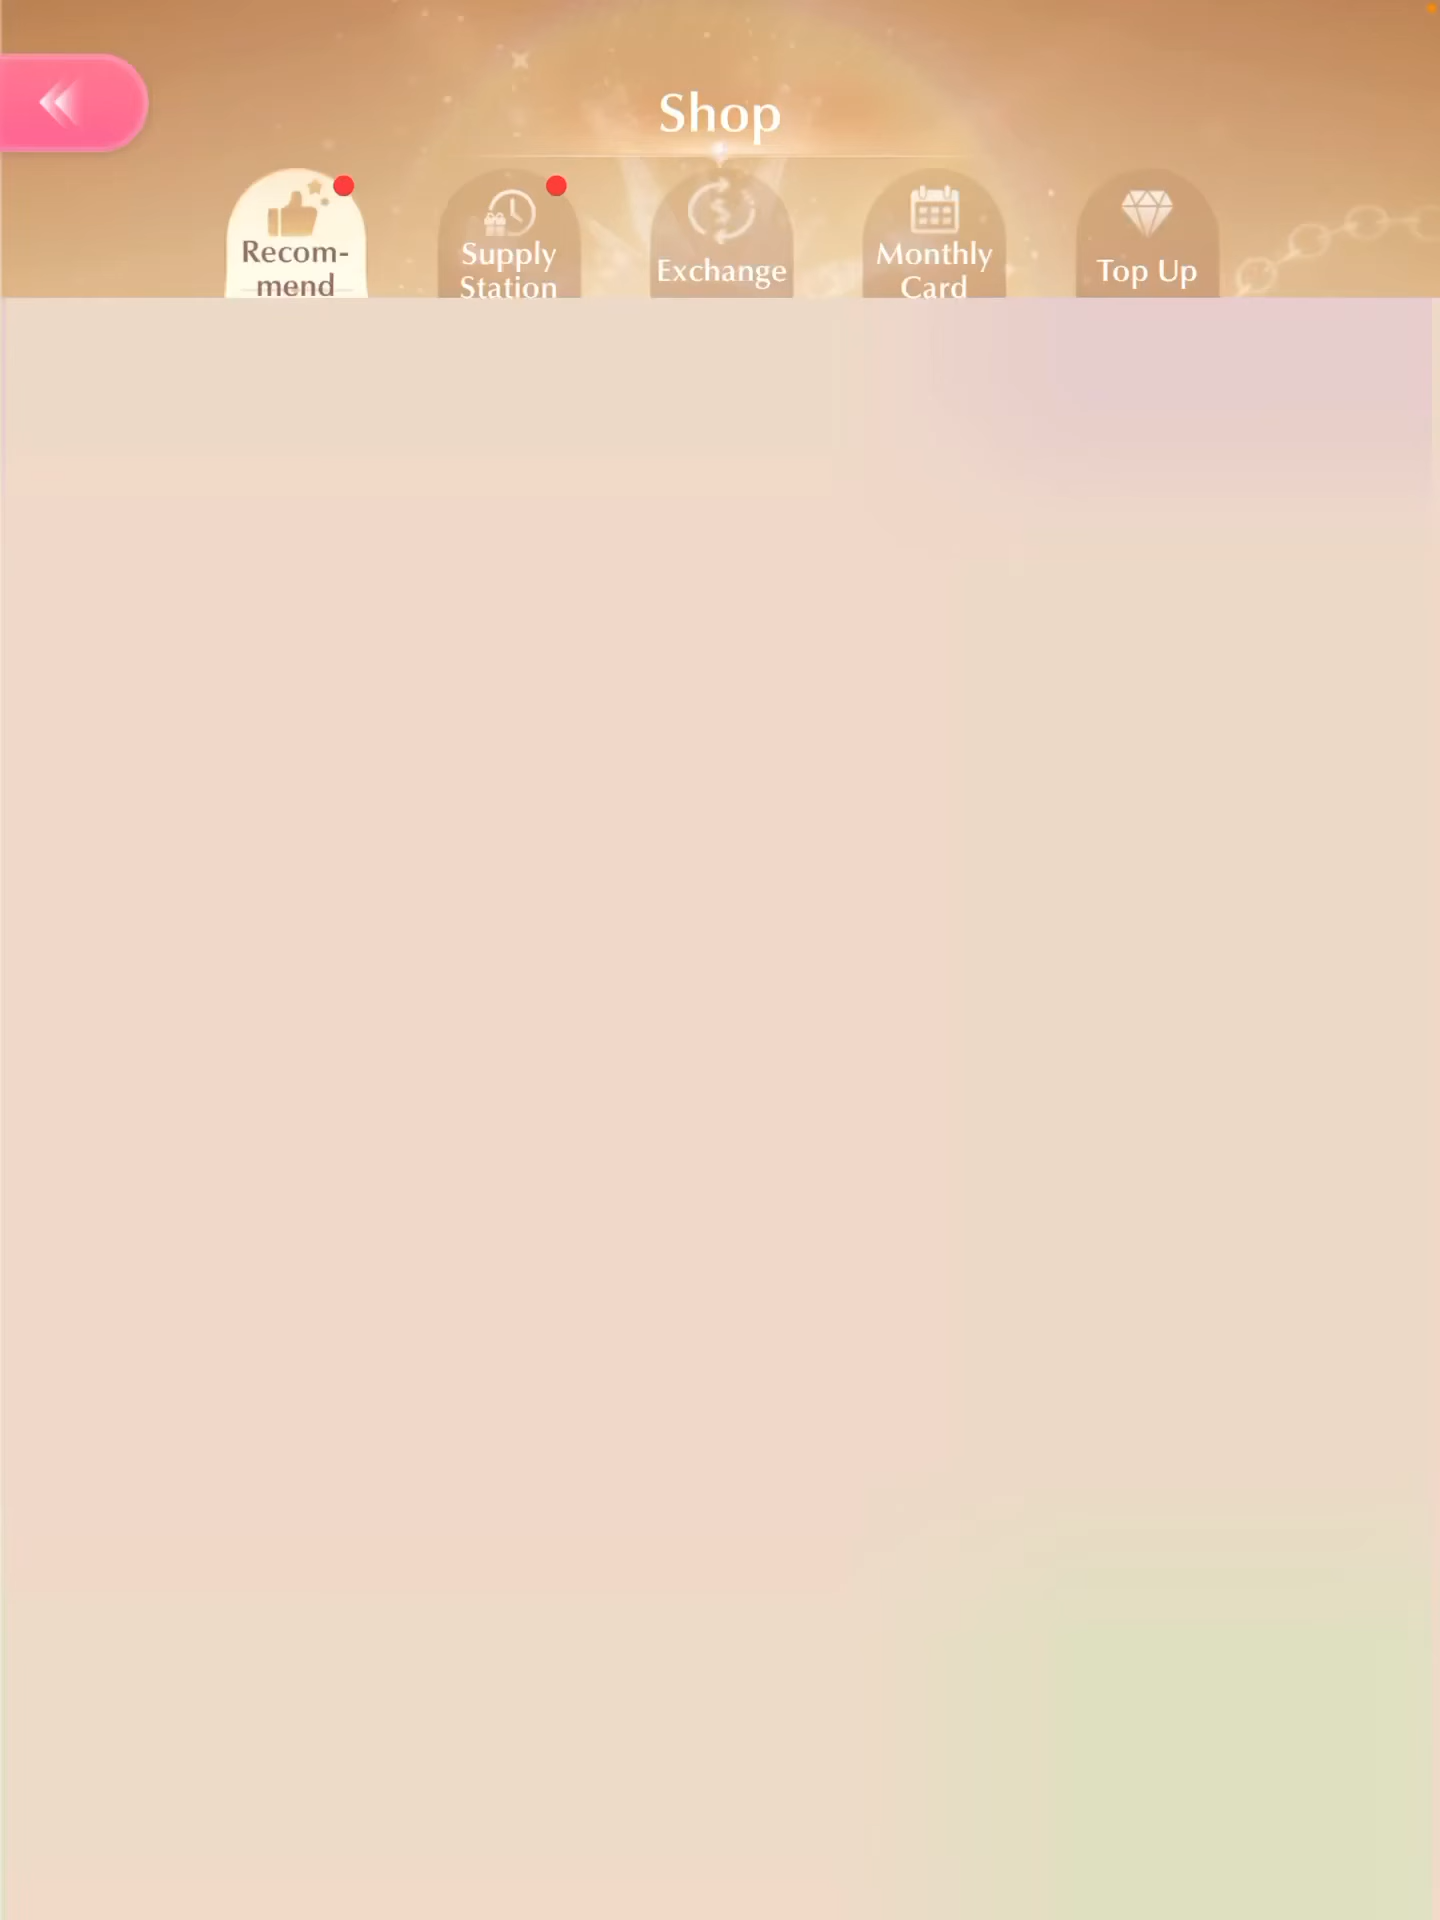 Shop
Recom-
mend
Supply
Station
Exchange
Monthly
Card
Top Up